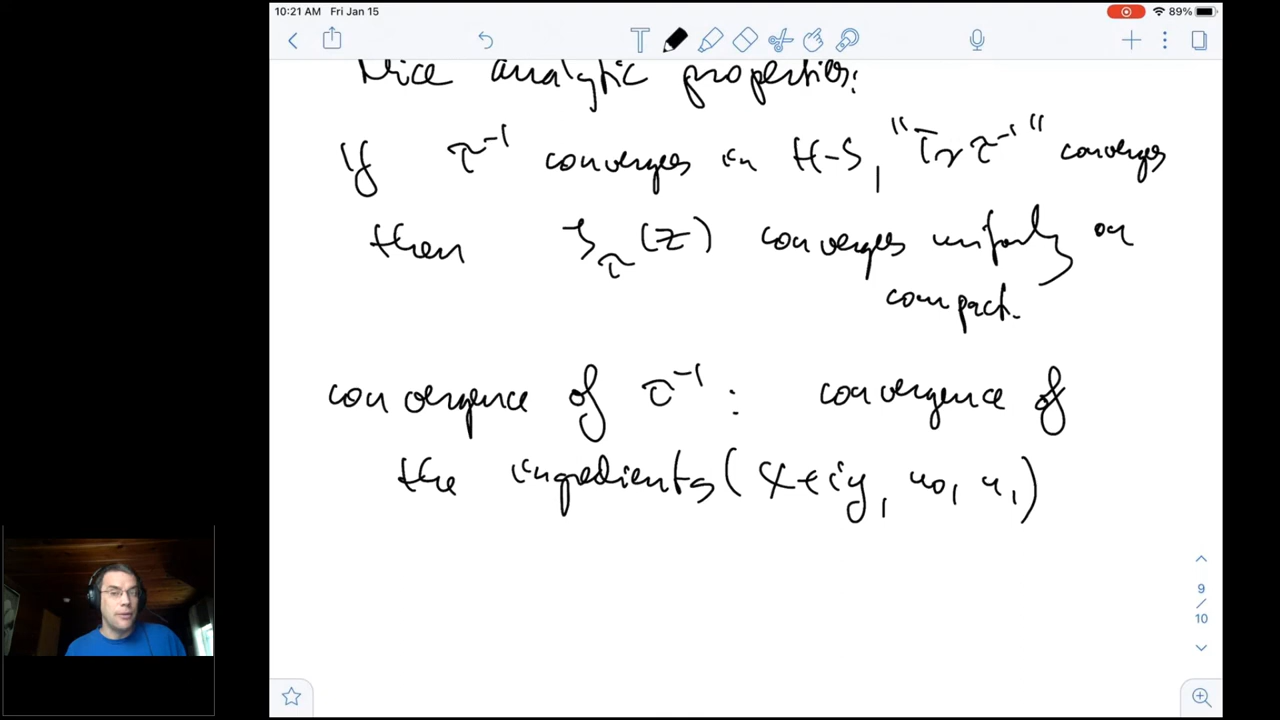 10:21 AM Fri Jan 15
89%
Nice analytic properties:
If τ⁻¹ converges in H-S, "Tr τ⁻¹" converges
then ζ_τ(z) converges uniformly on
compact.
convergence of τ⁻¹ : convergence of
the ingredients (x+iy, u₀, u₁)
9
/
10